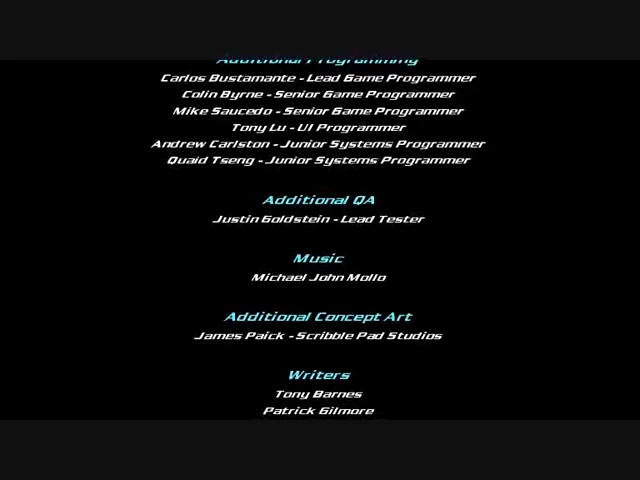 Additional Programming
Carlos Bustamante - Lead Game Programmer
Colin Byrne - Senior Game Programmer
Mike Saucedo - Senior Game Programmer
Tony Lu - UI Programmer
Andrew Carlston - Junior Systems Programmer
Quaid Tseng - Junior Systems Programmer
Additional QA
Justin Goldstein - Lead Tester
Music
Michael John Mollo
Additional Concept Art
James Paick - Scribble Pad Studios
Writers
Tony Barnes
Patrick Gilmore